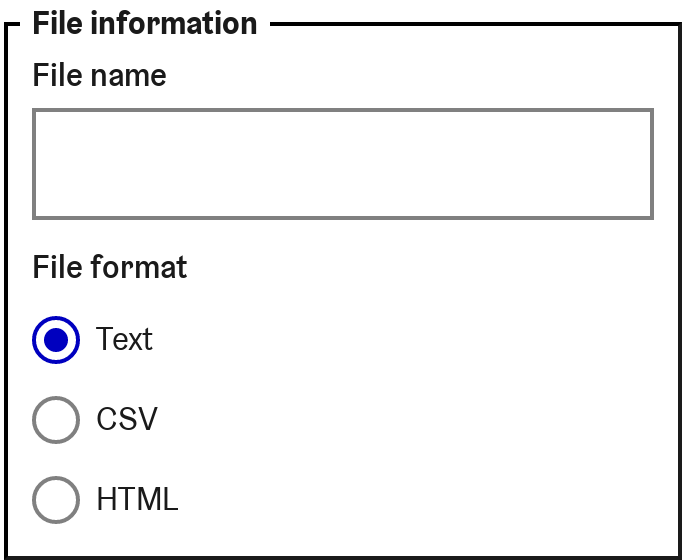 File information
File name
File format
Text
CSV
HTML